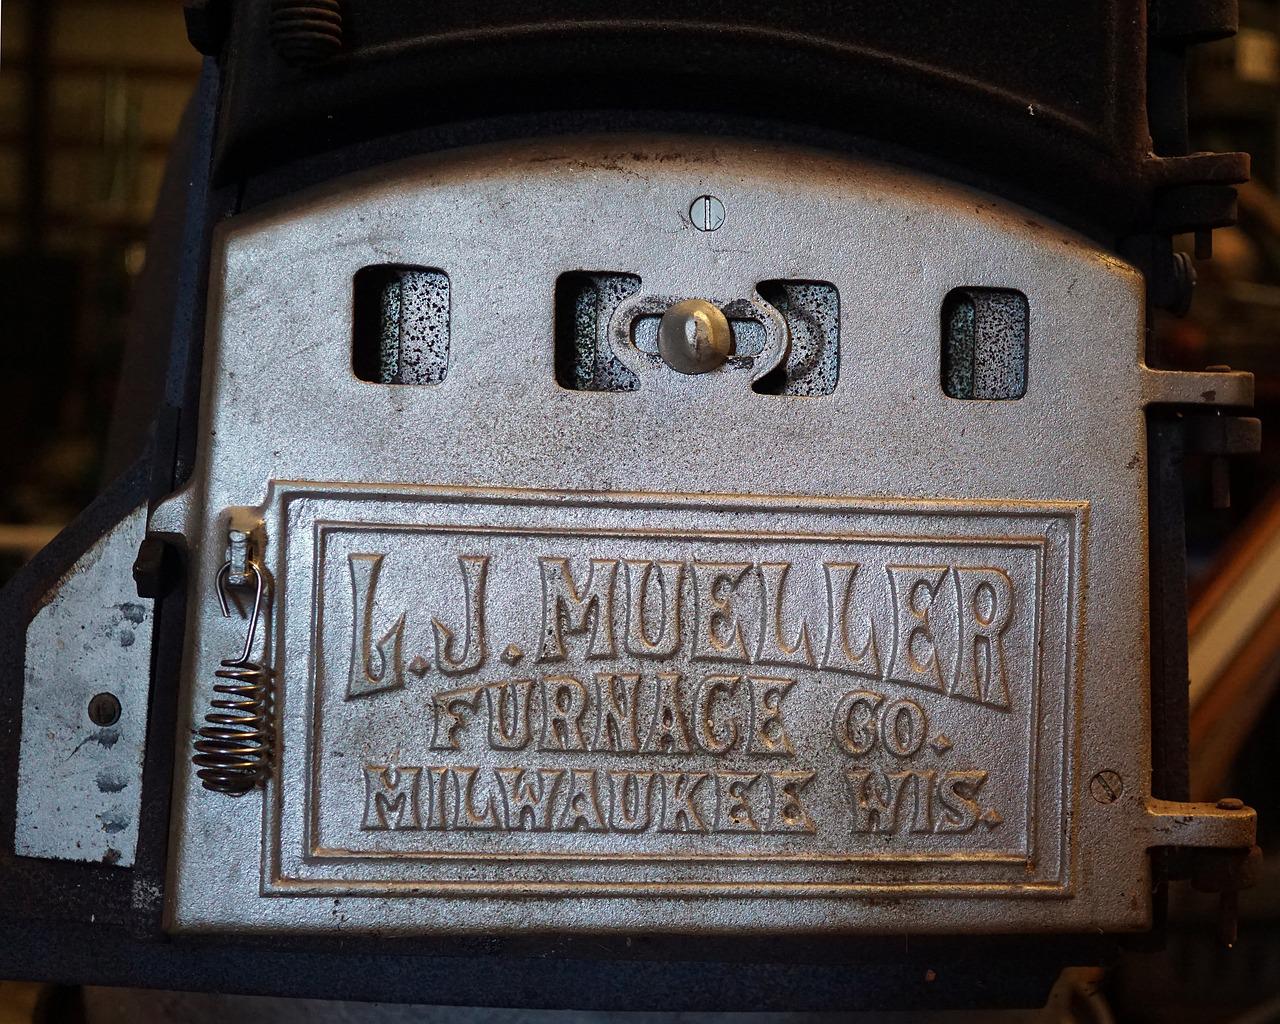 L.J. MUELLER
FURNACE CO.
MILWAUKEE WIS.